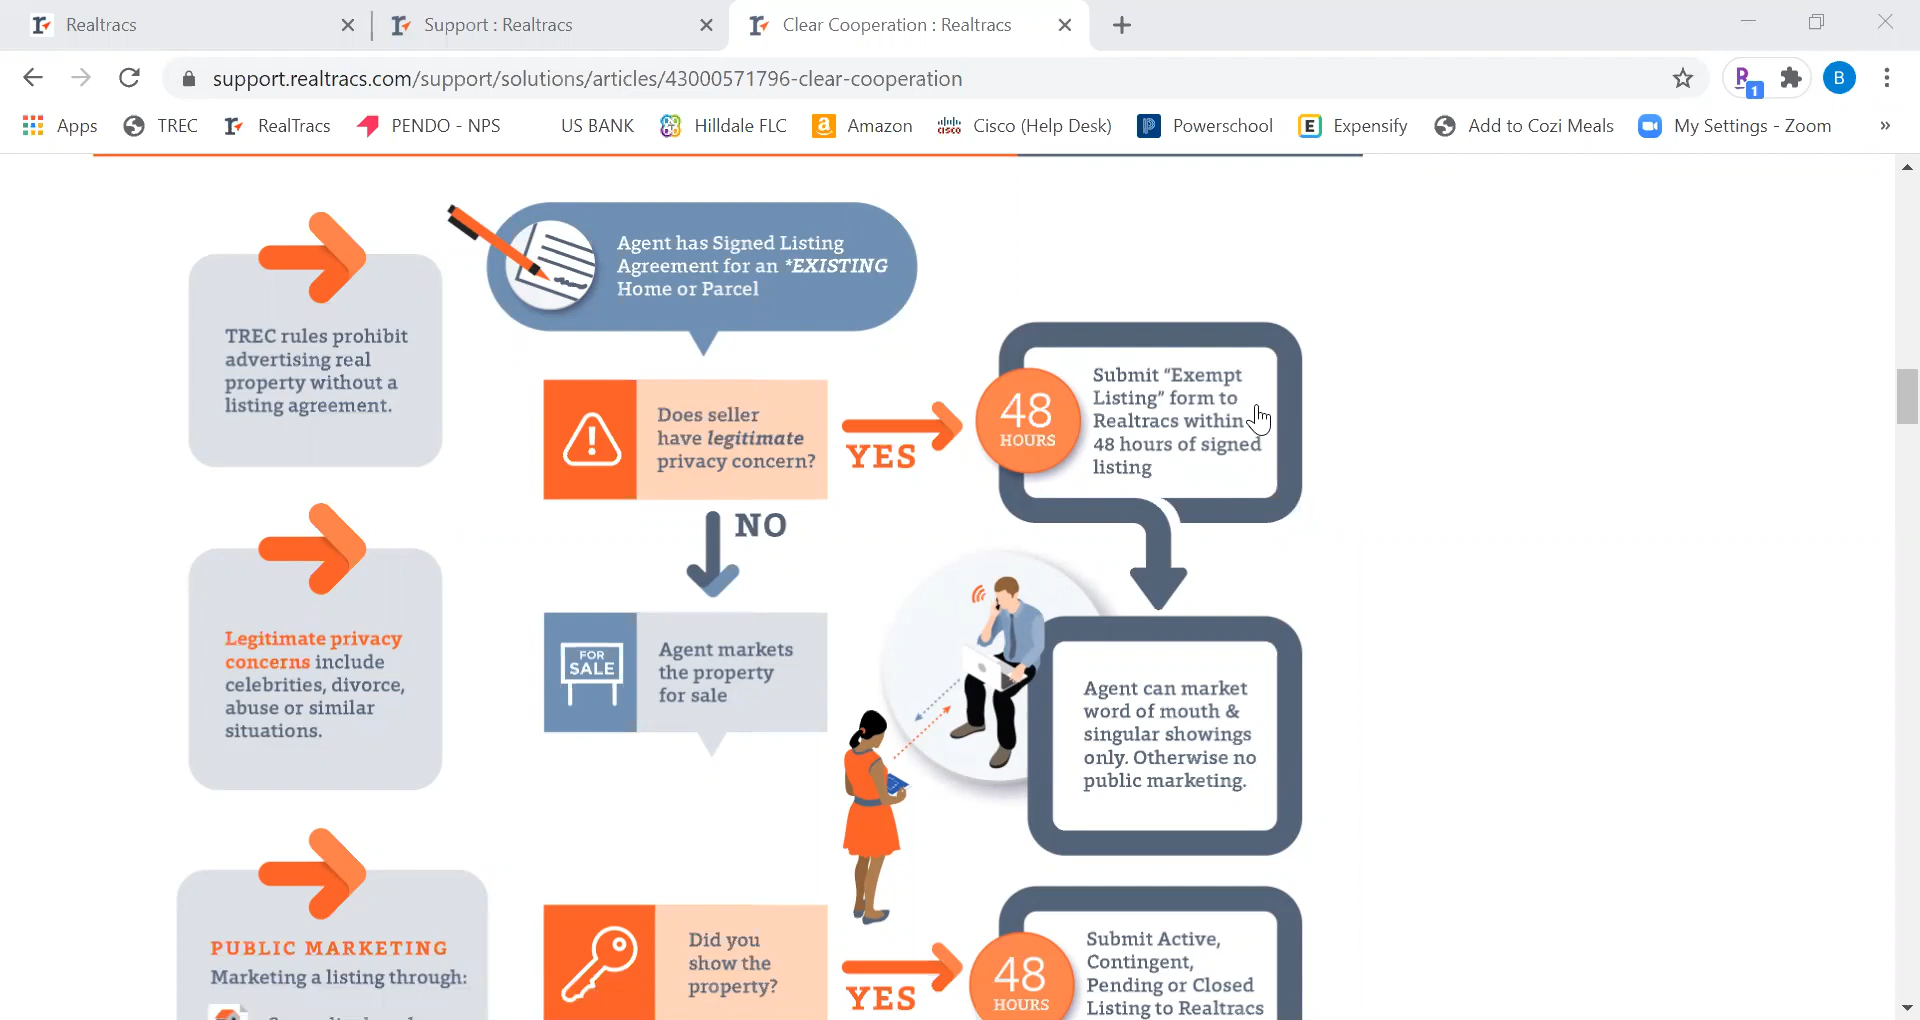 Realtracs
Support : Realtracs
Clear Cooperation : Realtracs
support.realtracs.com/support/solutions/articles/43000571796-clear-cooperation
1
B
Apps
TREC
RealTracs
PENDO - NPS
US BANK
Hilldale FLC
Amazon
Cisco (Help Desk)
Powerschool
Expensify
Add to Cozi Meals
My Settings - Zoom
»
Agent has Signed Listing
Agreement for an *EXISTING
Home or Parcel
TREC rules prohibit
advertising real
property without a
listing agreement.
Does seller
have legitimate
privacy concern?
YES
48
HOURS
Submit “Exempt
Listing” form to
Realtracs within
48 hours of signed
listing
NO
Legitimate privacy
concerns include
celebrities, divorce,
abuse or similar
situations.
FOR
SALE
Agent markets
the property
for sale
Agent can market
word of mouth &
singular showings
only. Otherwise no
public marketing.
PUBLIC MARKETING
Marketing a listing through:
Did you
show the
property?
YES
48
HOURS
Submit Active,
Contingent,
Pending or Closed
Listing to Realtracs